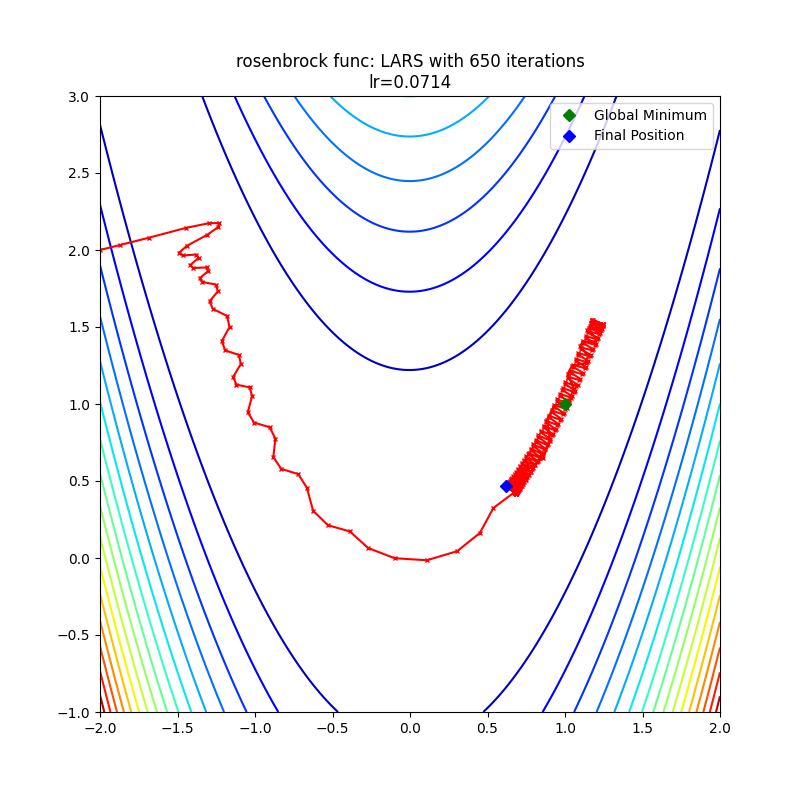 rosenbrock func: LARS with 650 iterations
lr=0.0714
Global Minimum
Final Position
3.0
2.5
2.0
1.5
1.0
0.5
0.0
−0.5
−1.0
−2.0 −1.5 −1.0 −0.5 0.0 0.5 1.0 1.5 2.0